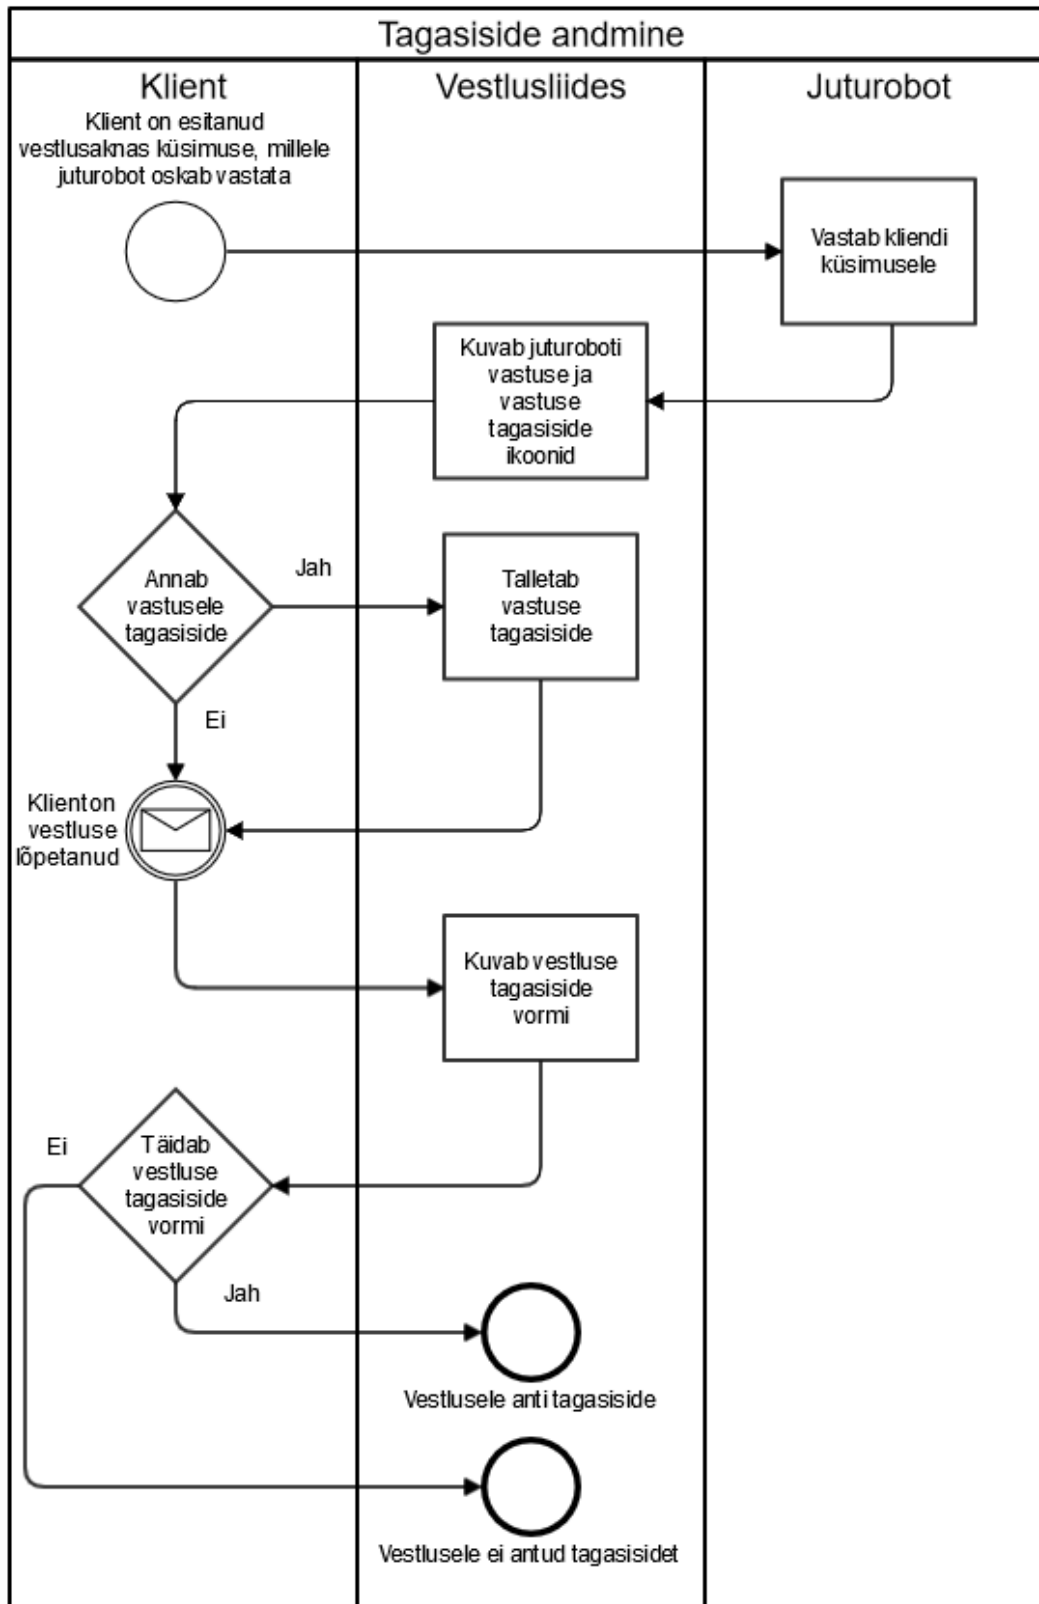 Tagasiside andmine
Klient
Vestlusliides
Juturobot
Klient on esitanud
vestlusaknas küsimuse, millele
juturobot oskab vastata
Vastab kliendi
küsimusele
Kuvab juturoboti
vastuse ja
vastuse
tagasiside
ikoonid
Annab
vastusele
tagasiside
Jah
Talletab
vastuse
tagasiside
Ei
Klient on
vestluse
lõpetanud
Kuvab vestluse
tagasiside
vormi
Ei
Täidab
vestluse
tagasiside
vormi
Jah
Vestlusele anti tagasiside
Vestlusele ei antud tagasisidet